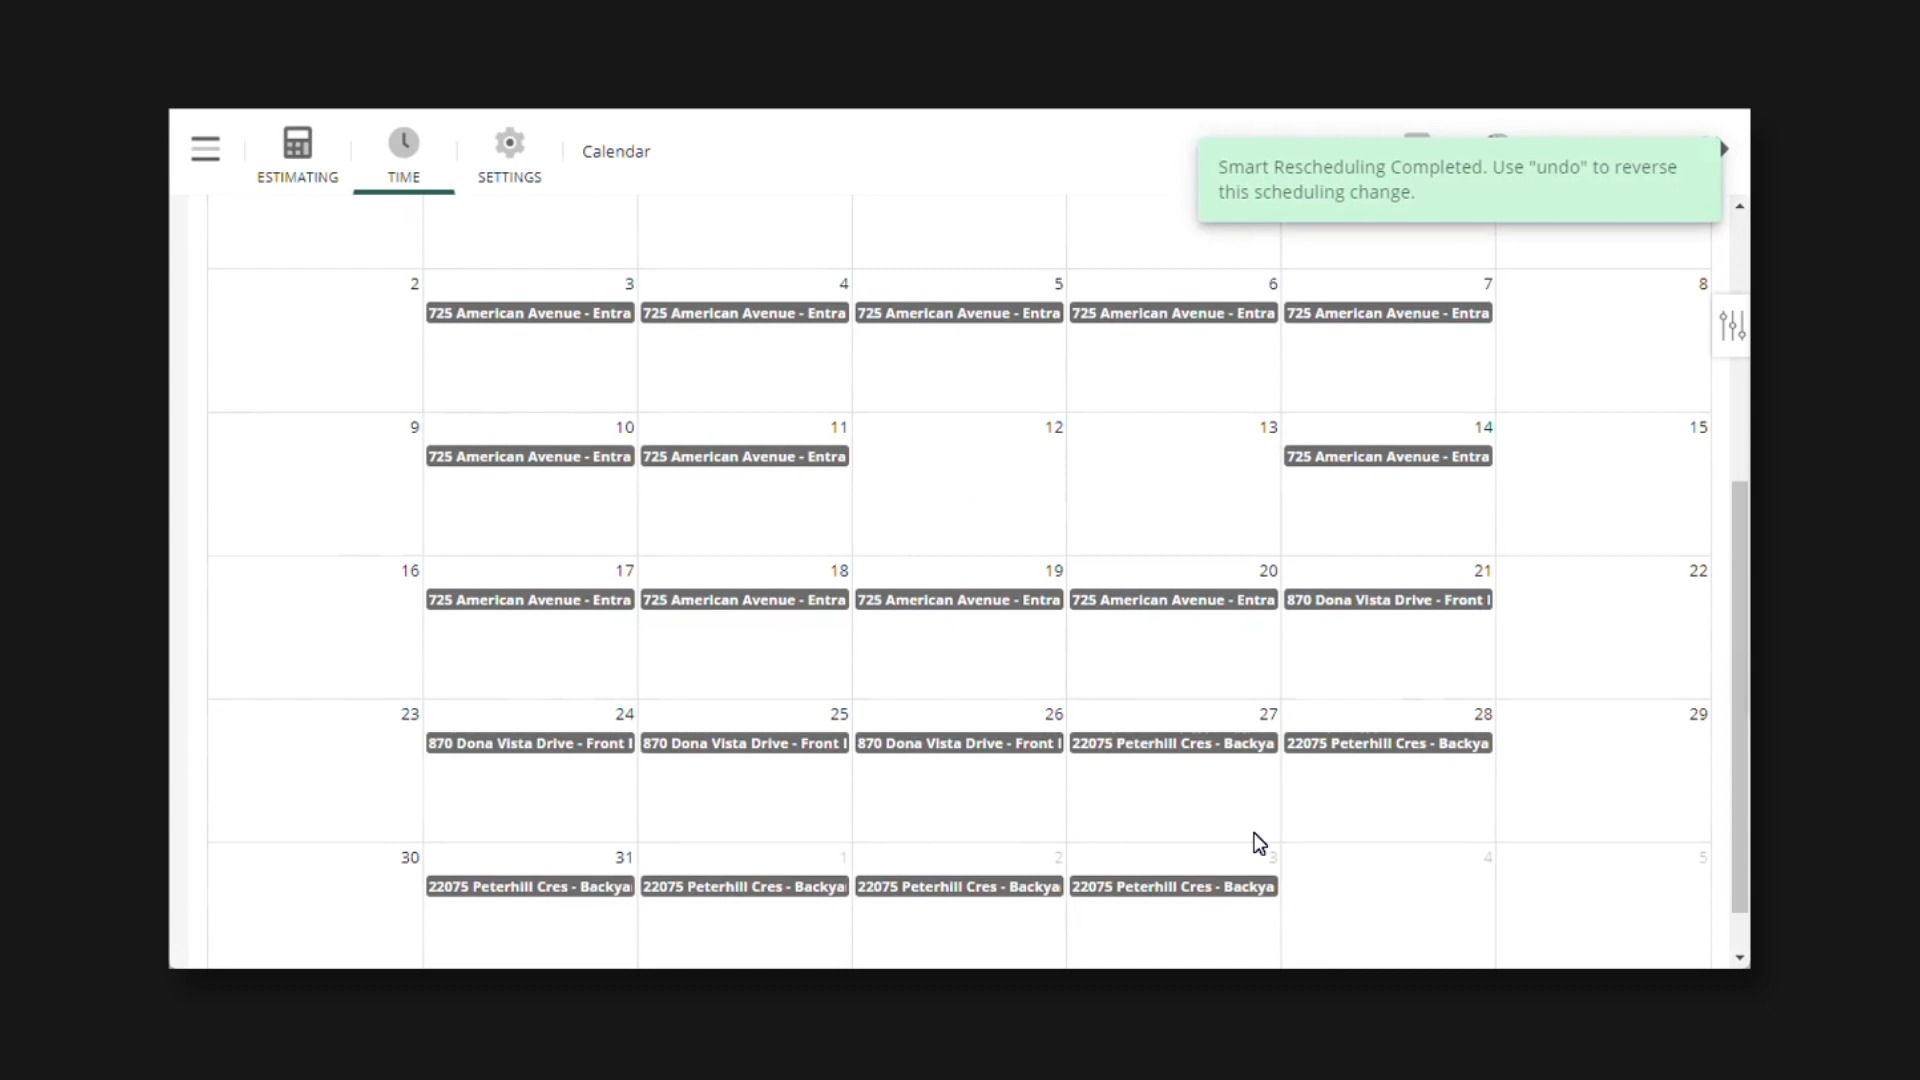 ESTIMATING
TIME
SETTINGS
Calendar
Smart Rescheduling Completed. Use "undo" to reverse
this scheduling change.
2 3 4 5 6 7 8
725 American Avenue - Entra 725 American Avenue - Entra 725 American Avenue - Entra 725 American Avenue - Entra 725 American Avenue - Entra
9 10 11 12 13 14 15
725 American Avenue - Entra 725 American Avenue - Entra 725 American Avenue - Entra
16 17 18 19 20 21 22
725 American Avenue - Entra 725 American Avenue - Entra 725 American Avenue - Entra 725 American Avenue - Entra 870 Dona Vista Drive - Front
23 24 25 26 27 28 29
870 Dona Vista Drive - Front 870 Dona Vista Drive - Front 870 Dona Vista Drive - Front 22075 Peterhill Cres - Backya 22075 Peterhill Cres - Backya
30 31 1 2 3 4 5
22075 Peterhill Cres - Backya 22075 Peterhill Cres - Backya 22075 Peterhill Cres - Backya 22075 Peterhill Cres - Backya